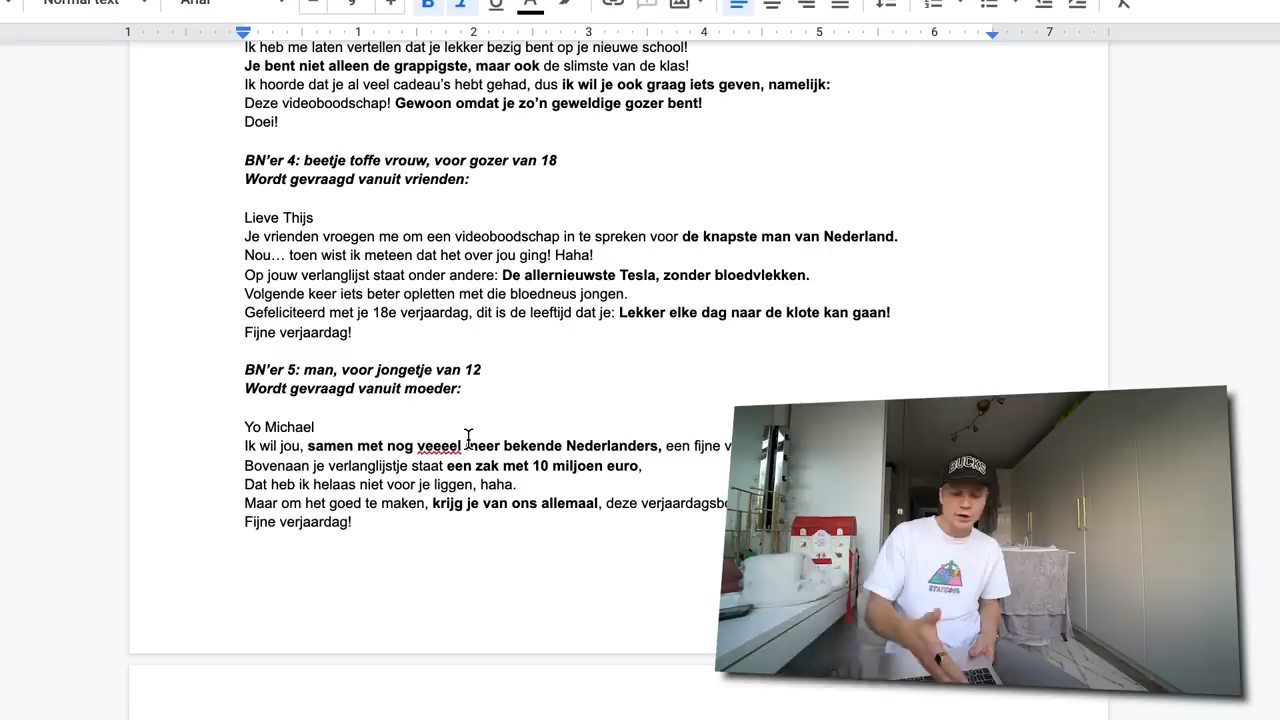 Normal text
Arial
9
B I U A
1 1 2 3 4 5 6 7
Ik heb me laten vertellen dat je lekker bezig bent op je nieuwe school!
Je bent niet alleen de grappigste, maar ook de slimste van de klas!
Ik hoorde dat je al veel cadeau’s hebt gehad, dus ik wil je ook graag iets geven, namelijk:
Deze videoboodschap! Gewoon omdat je zo’n geweldige gozer bent!
Doei!
BN’er 4: beetje toffe vrouw, voor gozer van 18
Wordt gevraagd vanuit vrienden:
Lieve Thijs
Je vrienden vroegen me om een videoboodschap in te spreken voor de knapste man van Nederland.
Nou… toen wist ik meteen dat het over jou ging! Haha!
Op jouw verlanglijst staat onder andere: De allernieuwste Tesla, zonder bloedvlekken.
Volgende keer iets beter opletten met die bloedneus jongen.
Gefeliciteerd met je 18e verjaardag, dit is de leeftijd dat je: Lekker elke dag naar de klote kan gaan!
Fijne verjaardag!
BN’er 5: man, voor jongetje van 12
Wordt gevraagd vanuit moeder:
Yo Michael
Ik wil jou, samen met nog veeeel meer bekende Nederlanders, een fijne v
Bovenaan je verlanglijstje staat een zak met 10 miljoen euro,
Dat heb ik helaas niet voor je liggen, haha.
Maar om het goed te maken, krijg je van ons allemaal, deze verjaardagsbo
Fijne verjaardag!
BUCKS